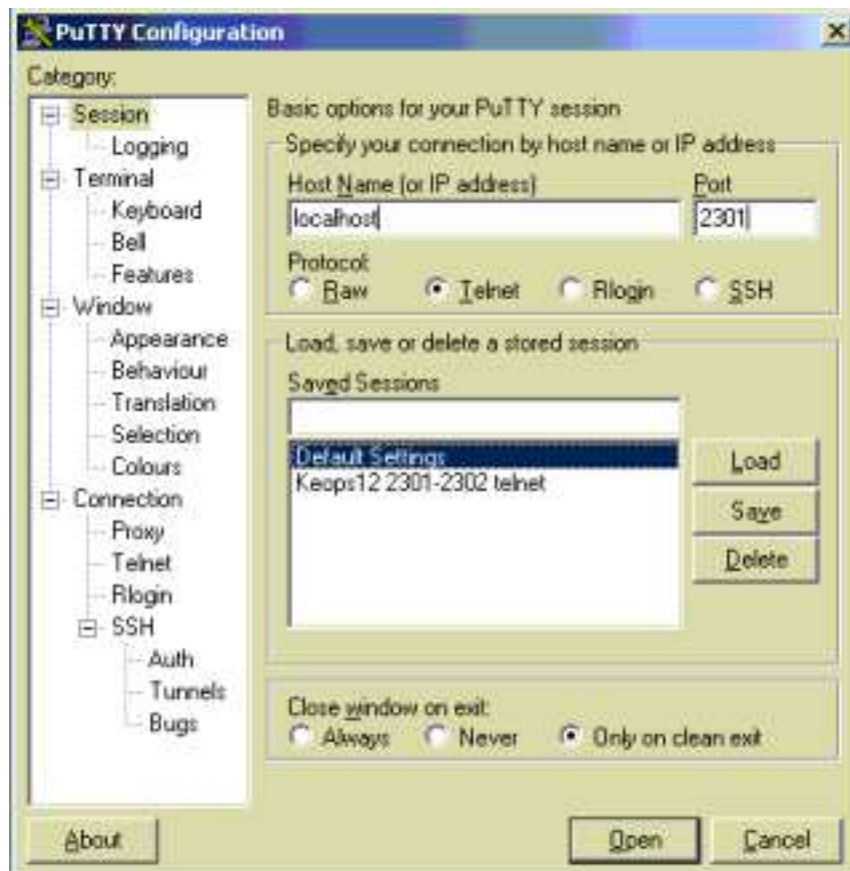 PuTTY Configuration
Category:
Session
Logging
Terminal
Keyboard
Bell
Features
Window
Appearance
Behaviour
Translation
Selection
Colours
Connection
Proxy
Telnet
Rlogin
SSH
Auth
Tunnels
Bugs
Basic options for your PuTTY session
Specify your connection by host name or IP address
Host Name (or IP address) Port
localhost 2301
Protocol:
Raw Telnet Rlogin SSH
Load, save or delete a stored session
Saved Sessions
Default Settings
Keops12 2301-2302 telnet
Load
Save
Delete
Close window on exit:
Always Never Only on clean exit
About Open Cancel